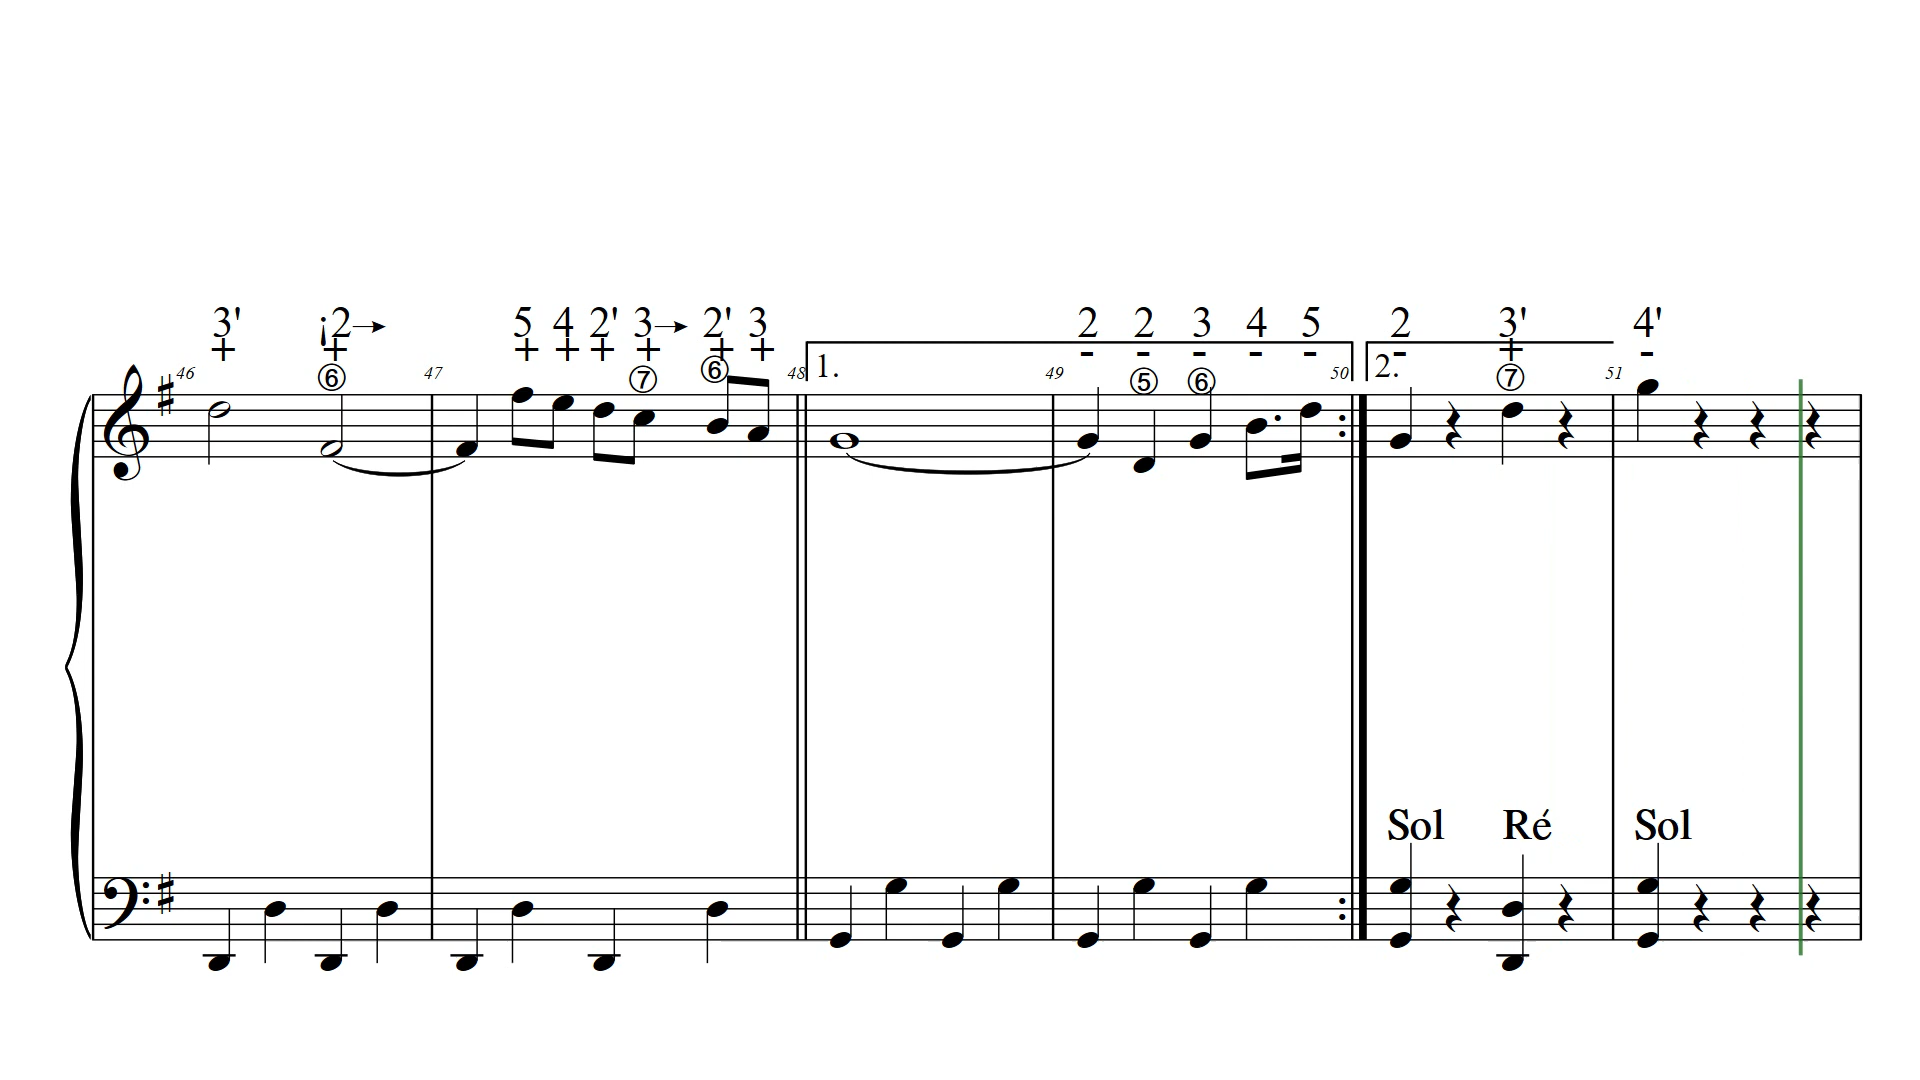 3' ¡2→ 5 4 2' 3→ 2' 3 2 2 3 4 5 2 3' 4'
+ + + + + + + + - - - - - - + -
⑥ ⑦ ⑥ ⑤ ⑥ ⑦
46 47 48 1. 49 50 2. 51
Sol Ré Sol